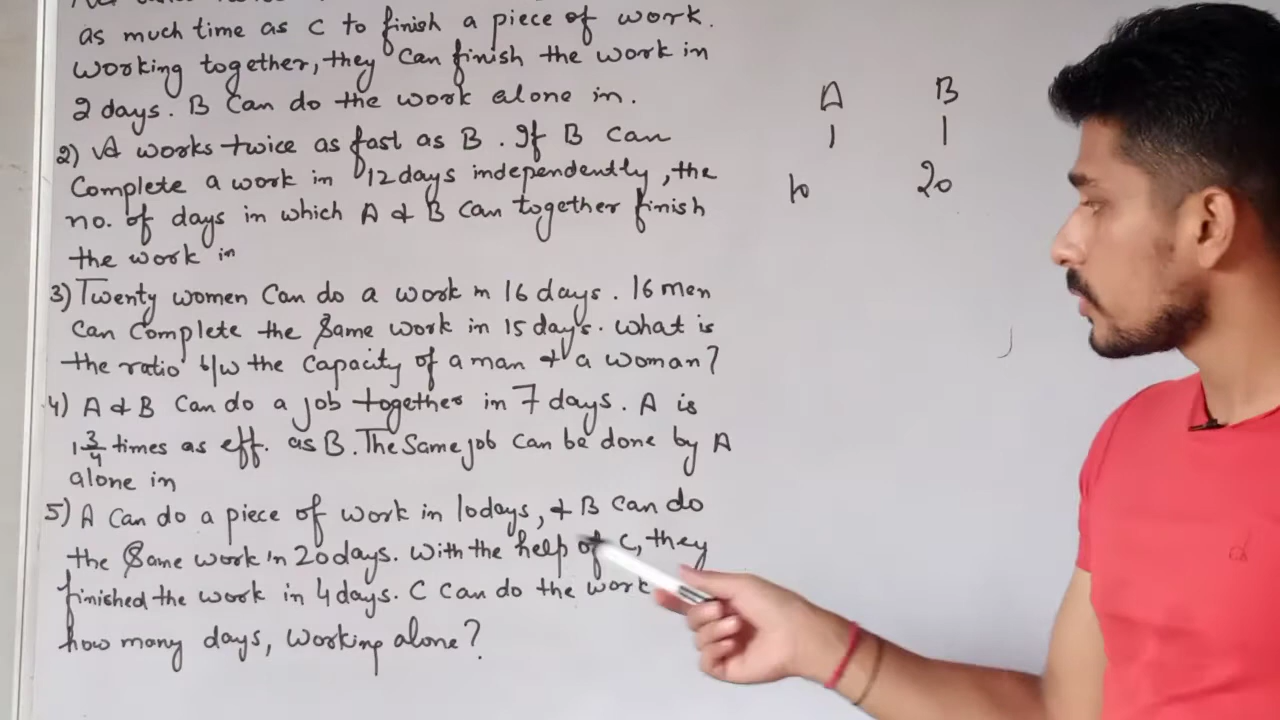 as much time as C to finish a piece of work.
Working together, they can finish the work in
2 days. B can do the work alone in.
2) A works twice as fast as B. If B can
Complete a work in 12 days independently, the
no. of days in which A & B can together finish
the work in
3) Twenty women can do a work in 16 days. 16 men
can complete the same work in 15 days. what is
the ratio b/w the capacity of a man & a woman?
4) A & B can do a job together in 7 days. A is
1 3/4 times as eff. as B. The same job can be done by A
alone in
5) A can do a piece of work in 10 days, & B can do
the same work in 20 days. With the help of C, they
finished the work in 4 days. C can do the work
how many days, working alone?
A B
1 1
10 20